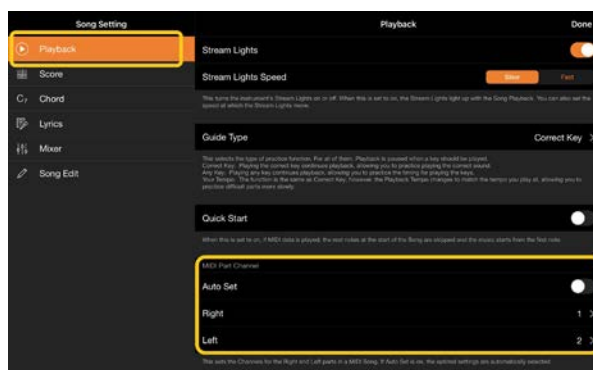 Song Setting
Playback
Done
Playback
Score
Chord
Lyrics
Mixer
Song Edit
Stream Lights
Stream Lights Speed
Slow
Fast
This turns the instrument's Stream Lights on or off. When this is set to on, the Stream Lights light up with the Song Playback. You can also set the
speed at which the Stream Lights move.
Guide Type
Correct Key
This selects the type of practice function. For all of them, Playback is paused when a key should be played.
Correct Key: Playing the correct key continues playback, allowing you to practice playing the correct sound.
Any Key: Playing any key continues playback, allowing you to practice the timing for playing the keys.
Your Tempo: The function is the same as Correct Key, however the Playback Tempo changes to match the tempo you play at, allowing you to
practice difficult parts more slowly.
Quick Start
When this is set to on, if MIDI data is played, the rest notes at the start of the Song are skipped and the music starts from the first note.
MIDI Part Channel
Auto Set
Right
1
Left
2
This sets the Channels for the Right and Left parts in a MIDI Song. If Auto Set is on, the optimal settings are automatically selected.